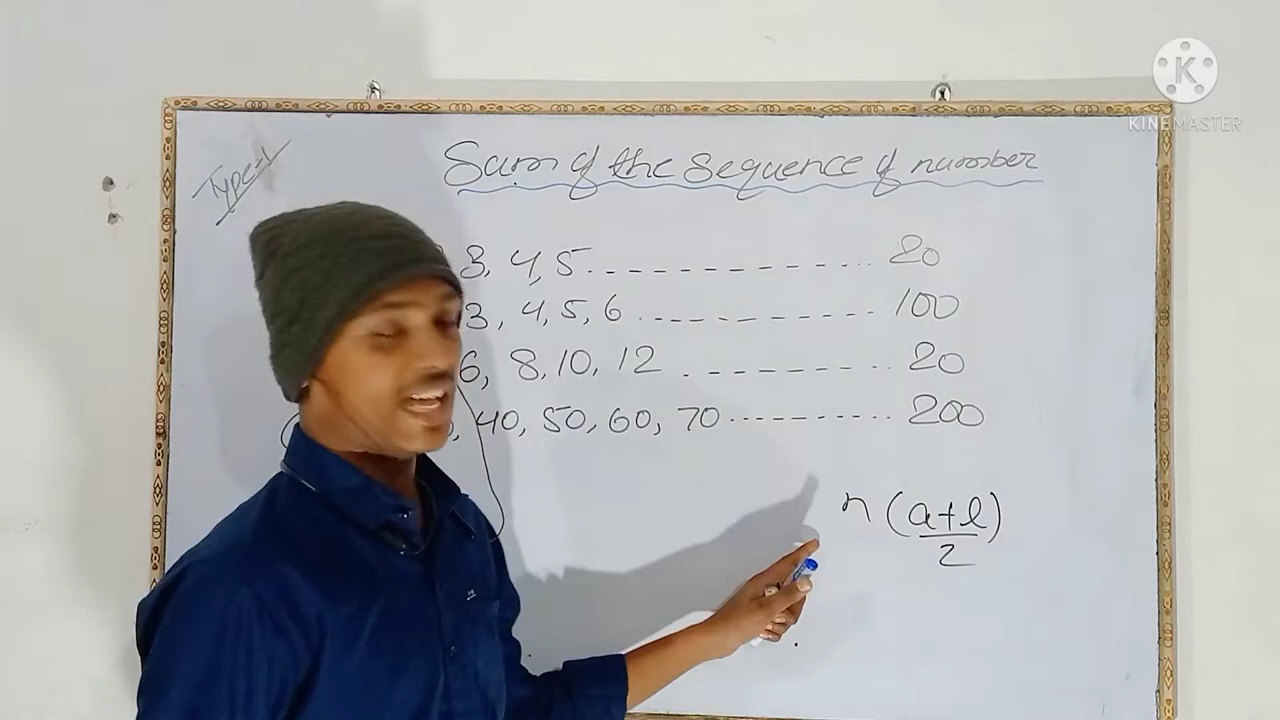 Type-1
Sum of the Sequence of number
3, 4, 5............... 20
3, 4, 5, 6............... 100
6, 8, 10, 12............... 20
, 40, 50, 60, 70............... 200
n(a+l)
2
KINEMASTER